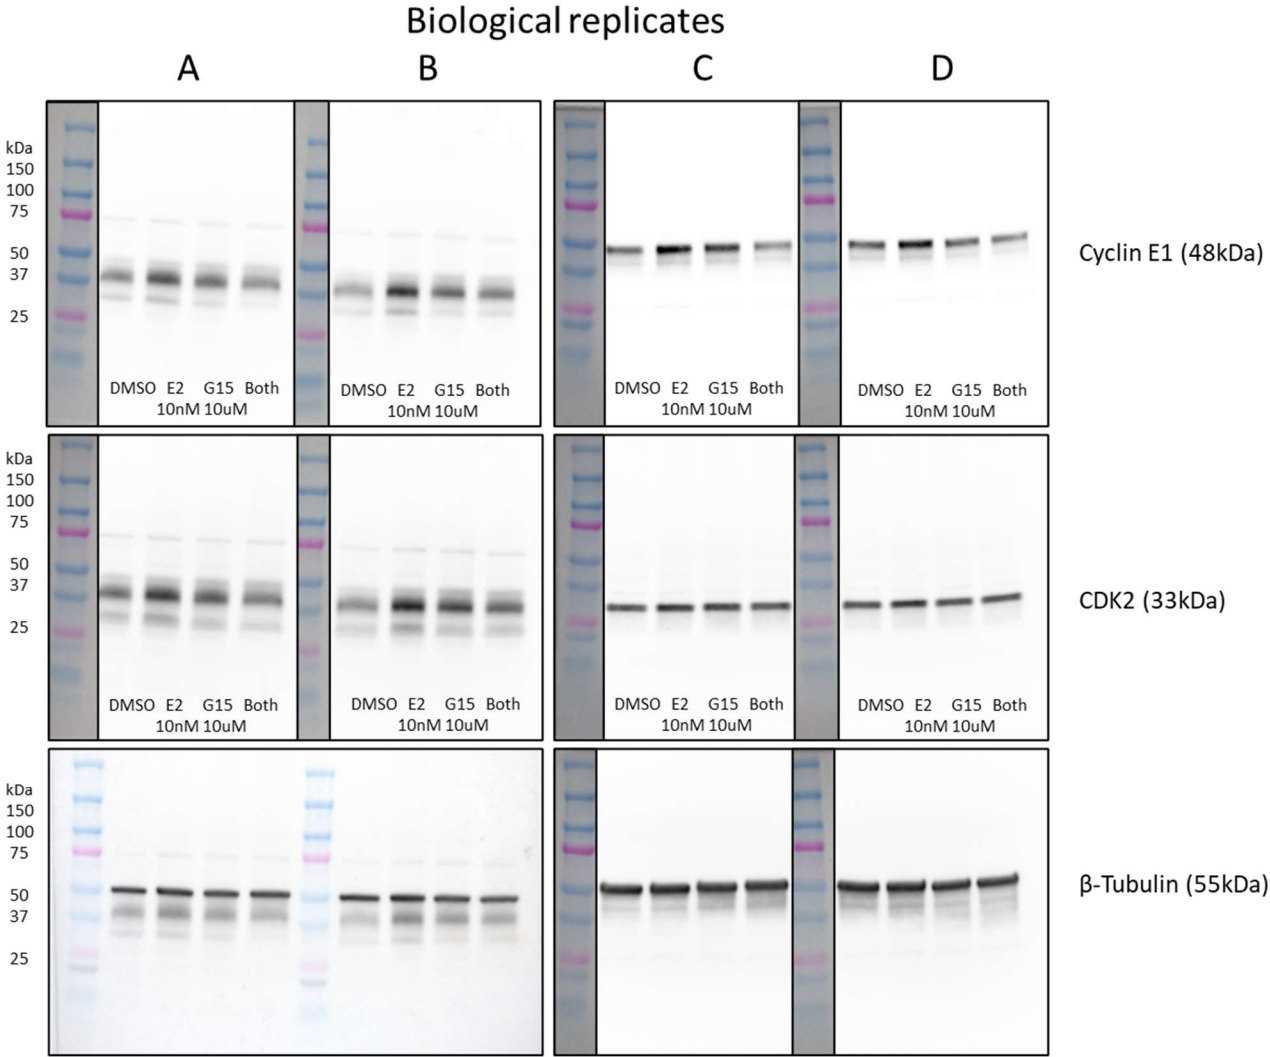 Biological replicates
A B C D
kDa
150
100
75
50
37
25
Cyclin E1 (48kDa)
DMSO E2 G15 Both
10nM 10uM
DMSO E2 G15 Both
10nM 10uM
DMSO E2 G15 Both
10nM 10uM
DMSO E2 G15 Both
10nM 10uM
kDa
150
100
75
50
37
25
CDK2 (33kDa)
DMSO E2 G15 Both
10nM 10uM
DMSO E2 G15 Both
10nM 10uM
DMSO E2 G15 Both
10nM 10uM
DMSO E2 G15 Both
10nM 10uM
kDa
150
100
75
50
37
25
β-Tubulin (55kDa)